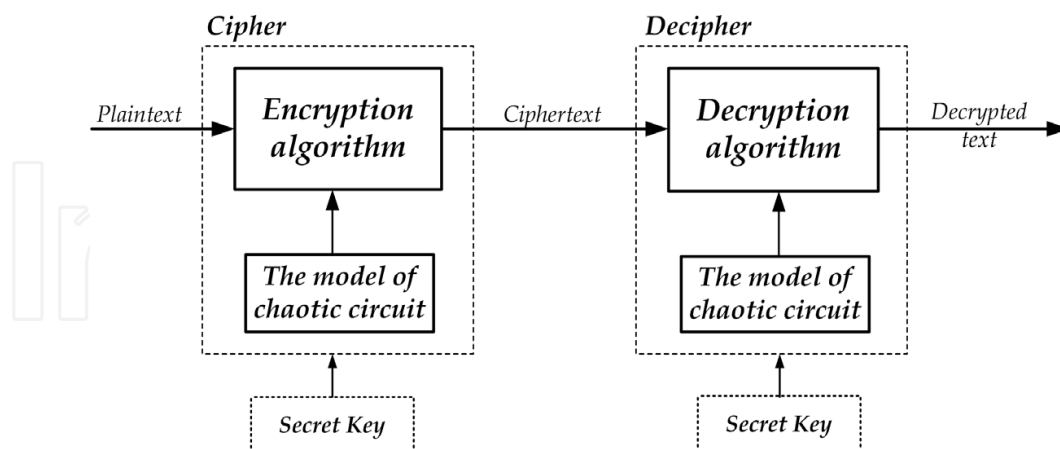 Cipher
Decipher
Plaintext
Encryption
algorithm
Ciphertext
Decryption
algorithm
Decrypted
text
The model of
chaotic circuit
The model of
chaotic circuit
Secret Key
Secret Key